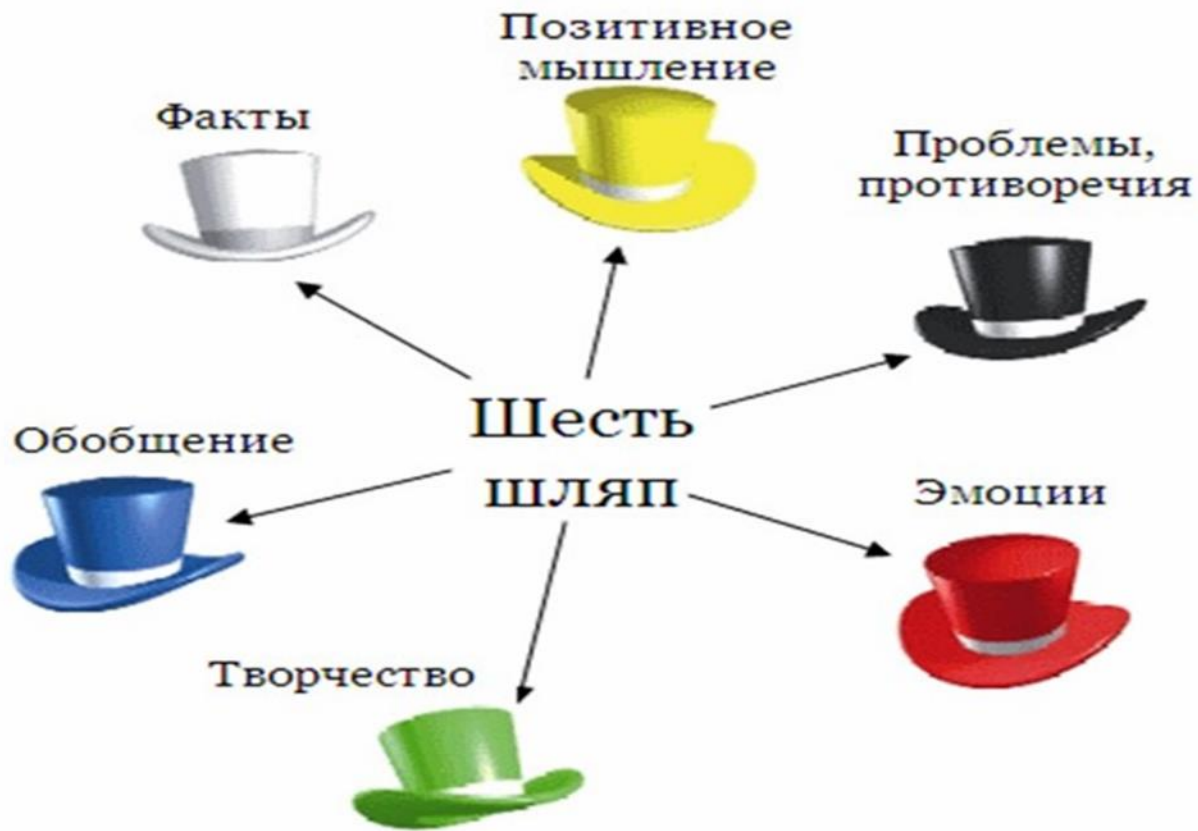 Позитивное
мышление
Факты
Проблемы,
противоречия
Шесть
шляп
Обобщение
Эмоции
Творчество